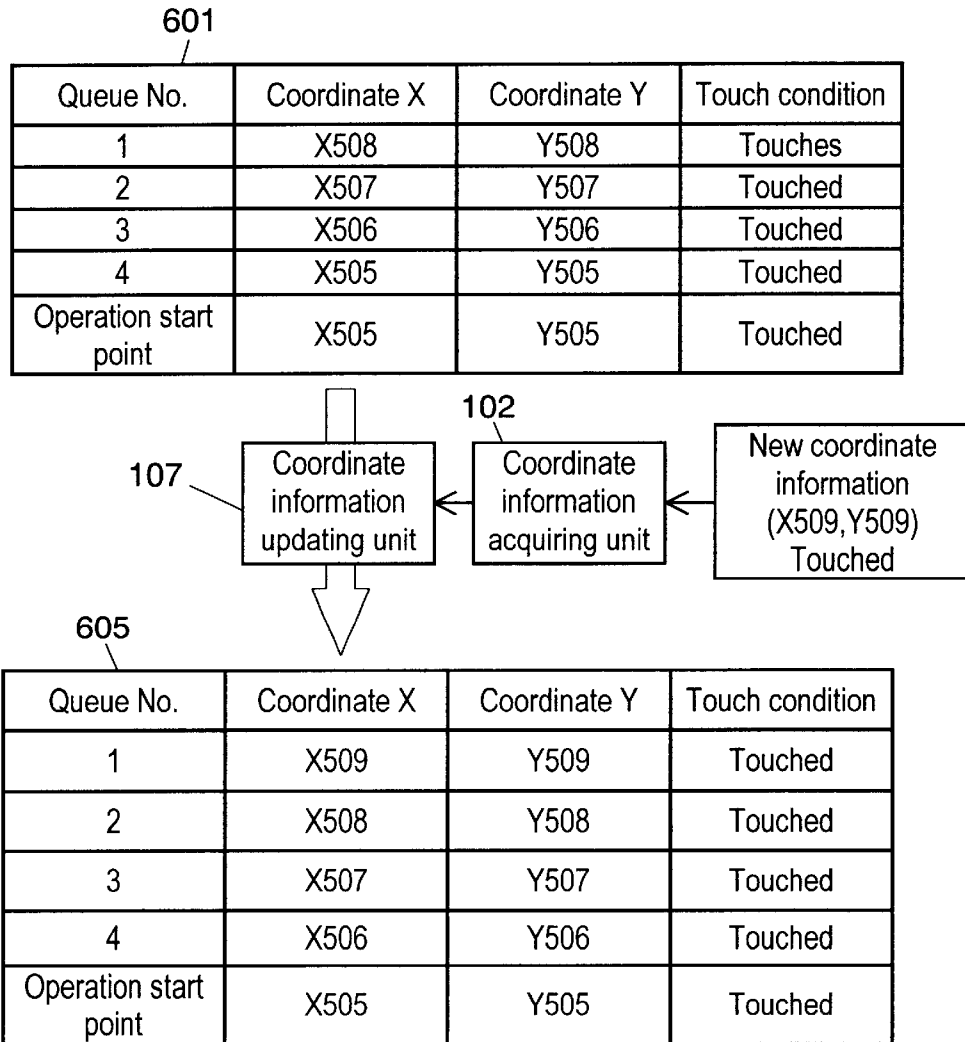 601
Queue No. Coordinate X Coordinate Y Touch condition
1 X508 Y508 Touches
2 X507 Y507 Touched
3 X506 Y506 Touched
4 X505 Y505 Touched
Operation start
point X505 Y505 Touched
102
107
Coordinate
information
updating unit
Coordinate
information
acquiring unit
New coordinate
information
(X509,Y509)
Touched
605
Queue No. Coordinate X Coordinate Y Touch condition
1 X509 Y509 Touched
2 X508 Y508 Touched
3 X507 Y507 Touched
4 X506 Y506 Touched
Operation start
point X505 Y505 Touched